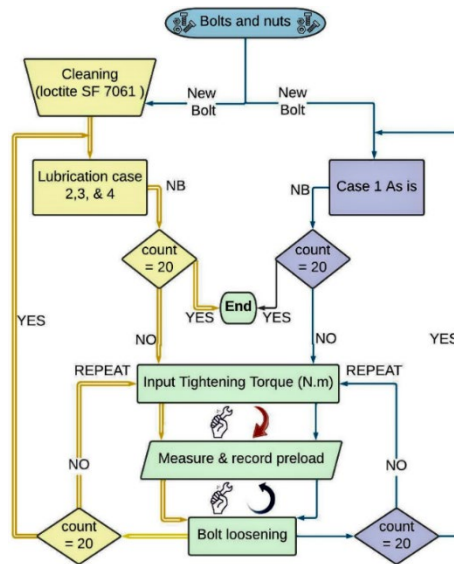 Bolts and nuts
Cleaning
(loctite SF 7061 )
New
Bolt
New
Bolt
Lubrication case
2,3, & 4
NB
NB
Case 1 As is
count
= 20
count
= 20
End
YES
YES
YES
YES
NO
NO
REPEAT
REPEAT
Input Tightening Torque (N.m)
NO
NO
Measure & record preload
count
= 20
Bolt loosening
count
= 20